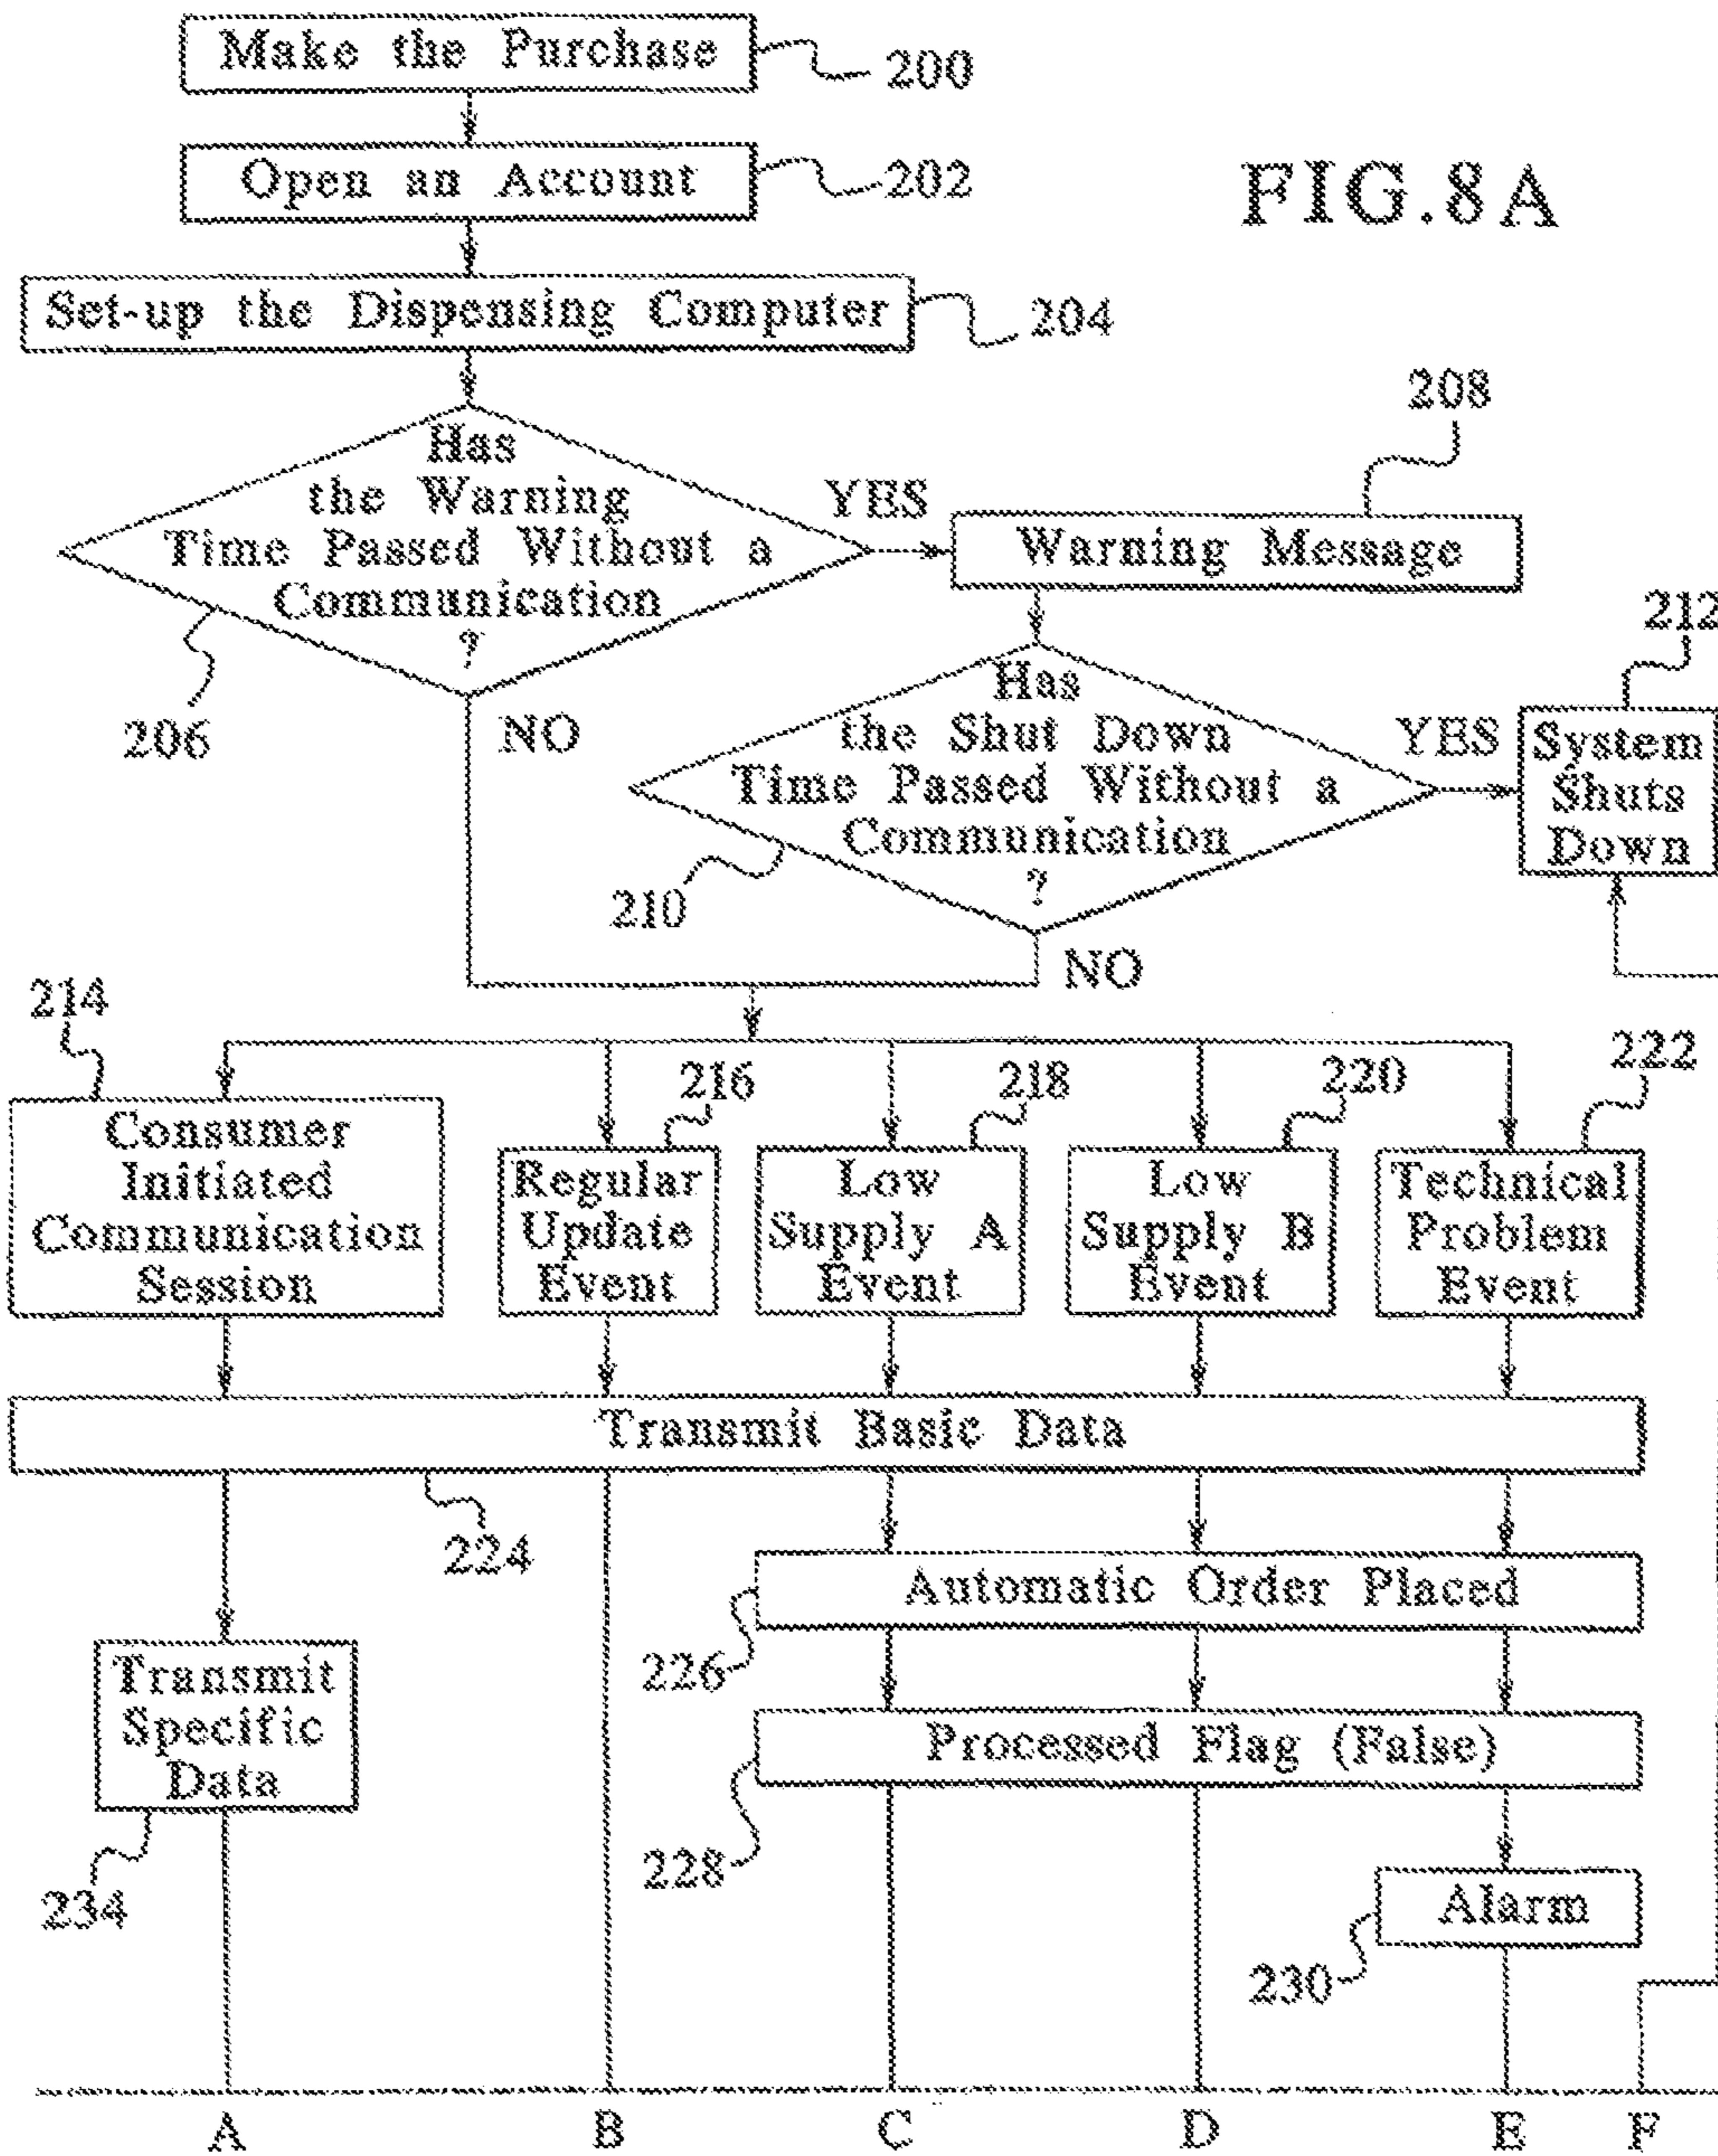 Make the Purchase
200
Open an Account
202
FIG.8A
Set-up the Dispensing Computer
204
208
Has
the Warning
Time Passed Without a
Communication
?
206
YES
NO
Warning Message
212
Has
the Shut Down
Time Passed Without a
Communication
?
210
YES
NO
System
Shuts
Down
214
216
218
220
222
Consumer
Initiated
Communication
Session
Regular
Update
Event
Low
Supply A
Event
Low
Supply B
Event
Technical
Problem
Event
Transmit Basic Data
224
Automatic Order Placed
226
Transmit
Specific
Data
234
Processed Flag (False)
228
Alarm
230
A B C D E F